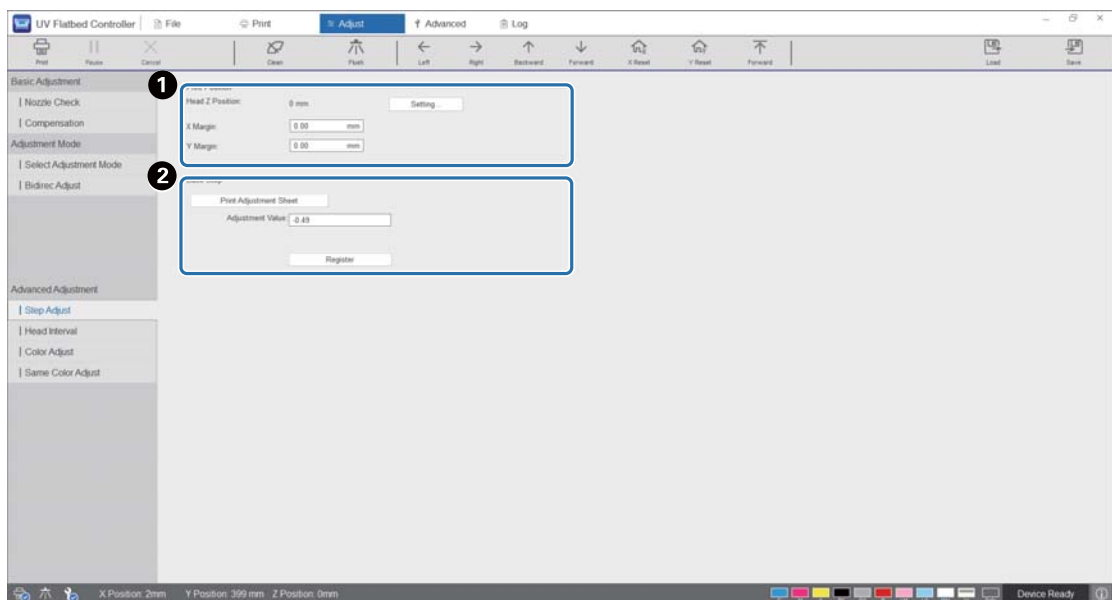 UV Flatbed Controller File Print Adjust Advanced Log
Print Pause Cancel Clean Flush Left Right Backward Forward X Reset Y Reset Forward Load Save
Basic Adjustment
Nozzle Check
Compensation
Adjustment Mode
Select Adjustment Mode
Bidirec Adjust
Advanced Adjustment
Step Adjust
Head Interval
Color Adjust
Same Color Adjust
1
Head Z Position: 0 mm Setting...
X Margin: 0.00 mm
Y Margin: 0.00 mm
2
Print Adjustment Sheet
Adjustment Value: -0.49
Register
X Position: 2mm Y Position: 399 mm Z Position: 0mm Device Ready